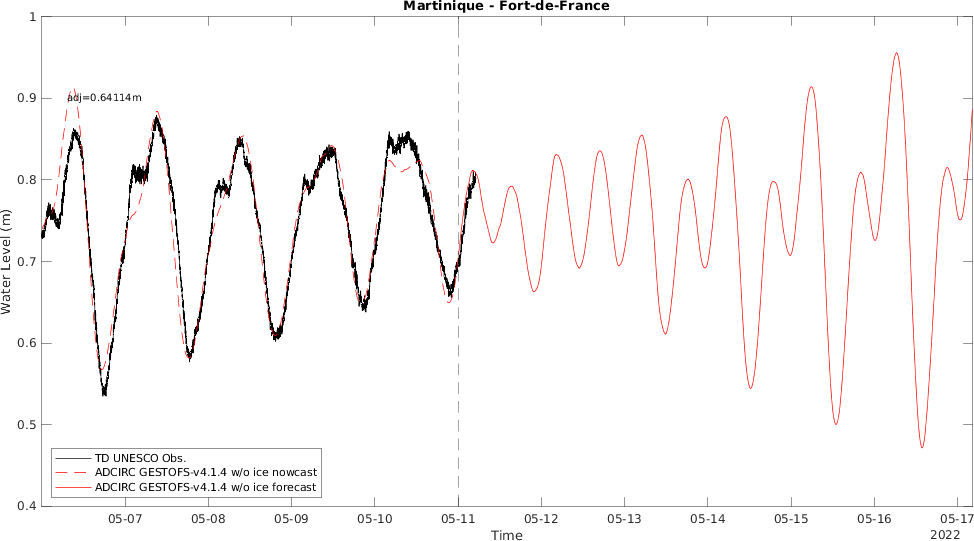 Martinique - Fort-de-France
1
0.9
0.8
0.7
0.6
0.5
0.4
Water Level (m)
adj=0.64114m
TD UNESCO Obs.
ADCIRC GESTOFS-v4.1.4 w/o ice nowcast
ADCIRC GESTOFS-v4.1.4 w/o ice forecast
05-07 05-08 05-09 05-10 05-11 05-12 05-13 05-14 05-15 05-16 05-17
Time
2022